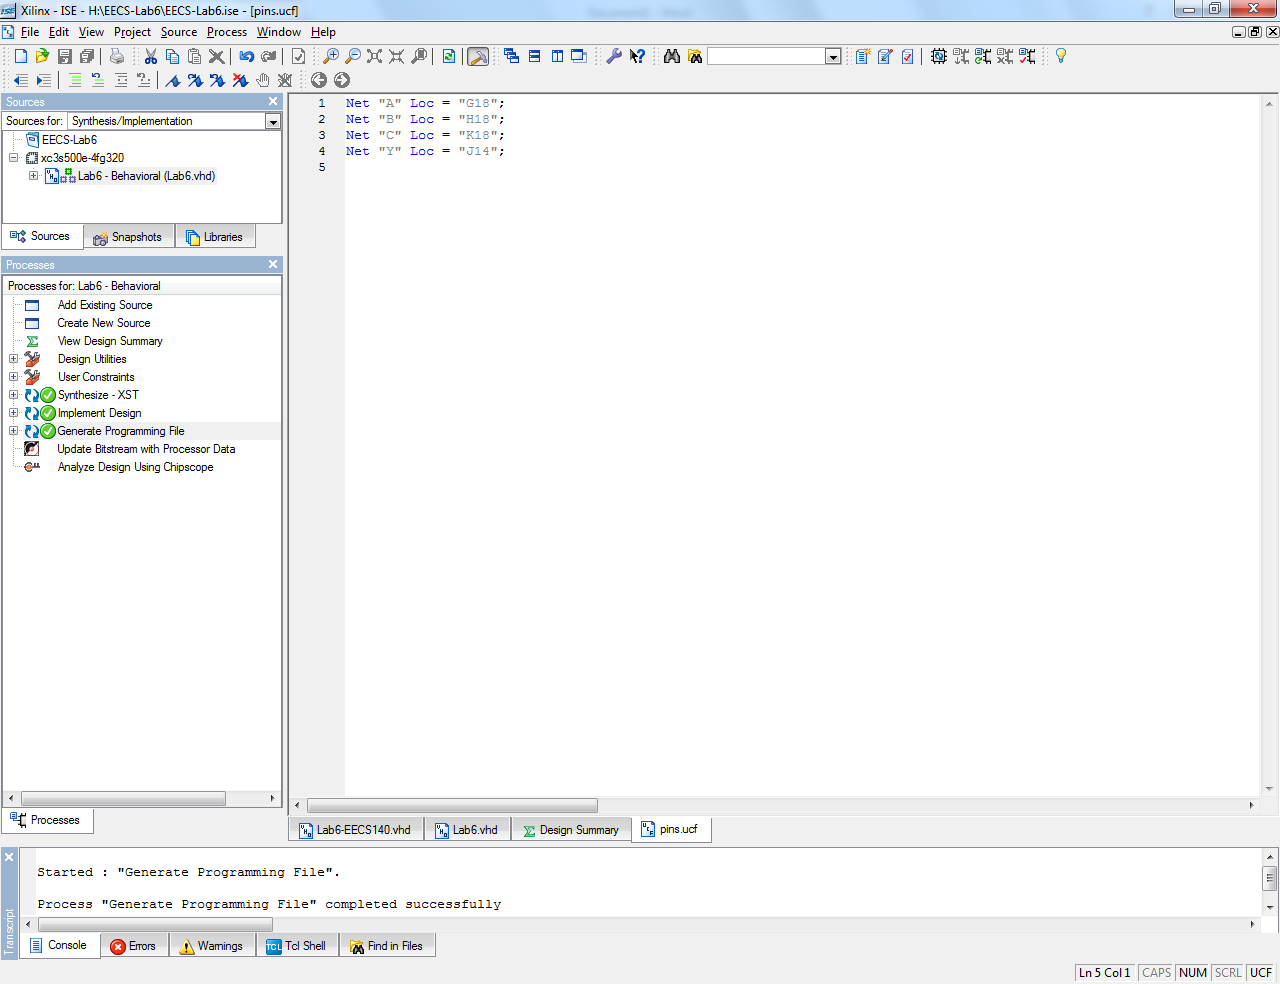 Xilinx - ISE - H:\EECS-Lab6\EECS-Lab6.ise - [pins.ucf]
File Edit View Project Source Process Window Help
Sources
Sources for: Synthesis/Implementation
EECS-Lab6
xc3s500e-4fg320
Lab6 - Behavioral (Lab6.vhd)
Sources Snapshots Libraries
Processes
Processes for: Lab6 - Behavioral
Add Existing Source
Create New Source
View Design Summary
Design Utilities
User Constraints
Synthesize - XST
Implement Design
Generate Programming File
Update Bitstream with Processor Data
Analyze Design Using Chipscope
Processes
1 Net "A" Loc = "G18";
2 Net "B" Loc = "H18";
3 Net "C" Loc = "K18";
4 Net "Y" Loc = "J14";
5
Lab6-EECS140.vhd Lab6.vhd Design Summary pins.ucf
Transcript
Started : "Generate Programming File".
Process "Generate Programming File" completed successfully
Console Errors Warnings TCL Tcl Shell Find in Files
Ln 5 Col 1 CAPS NUM SCRL UCF